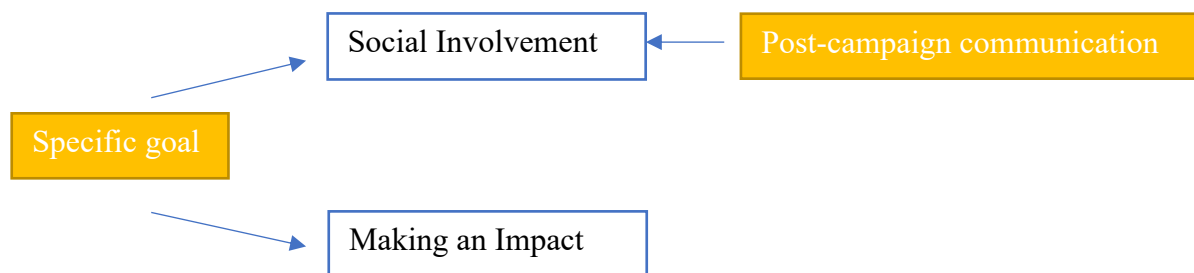 Social Involvement
Post-campaign communication
Specific goal
Making an Impact